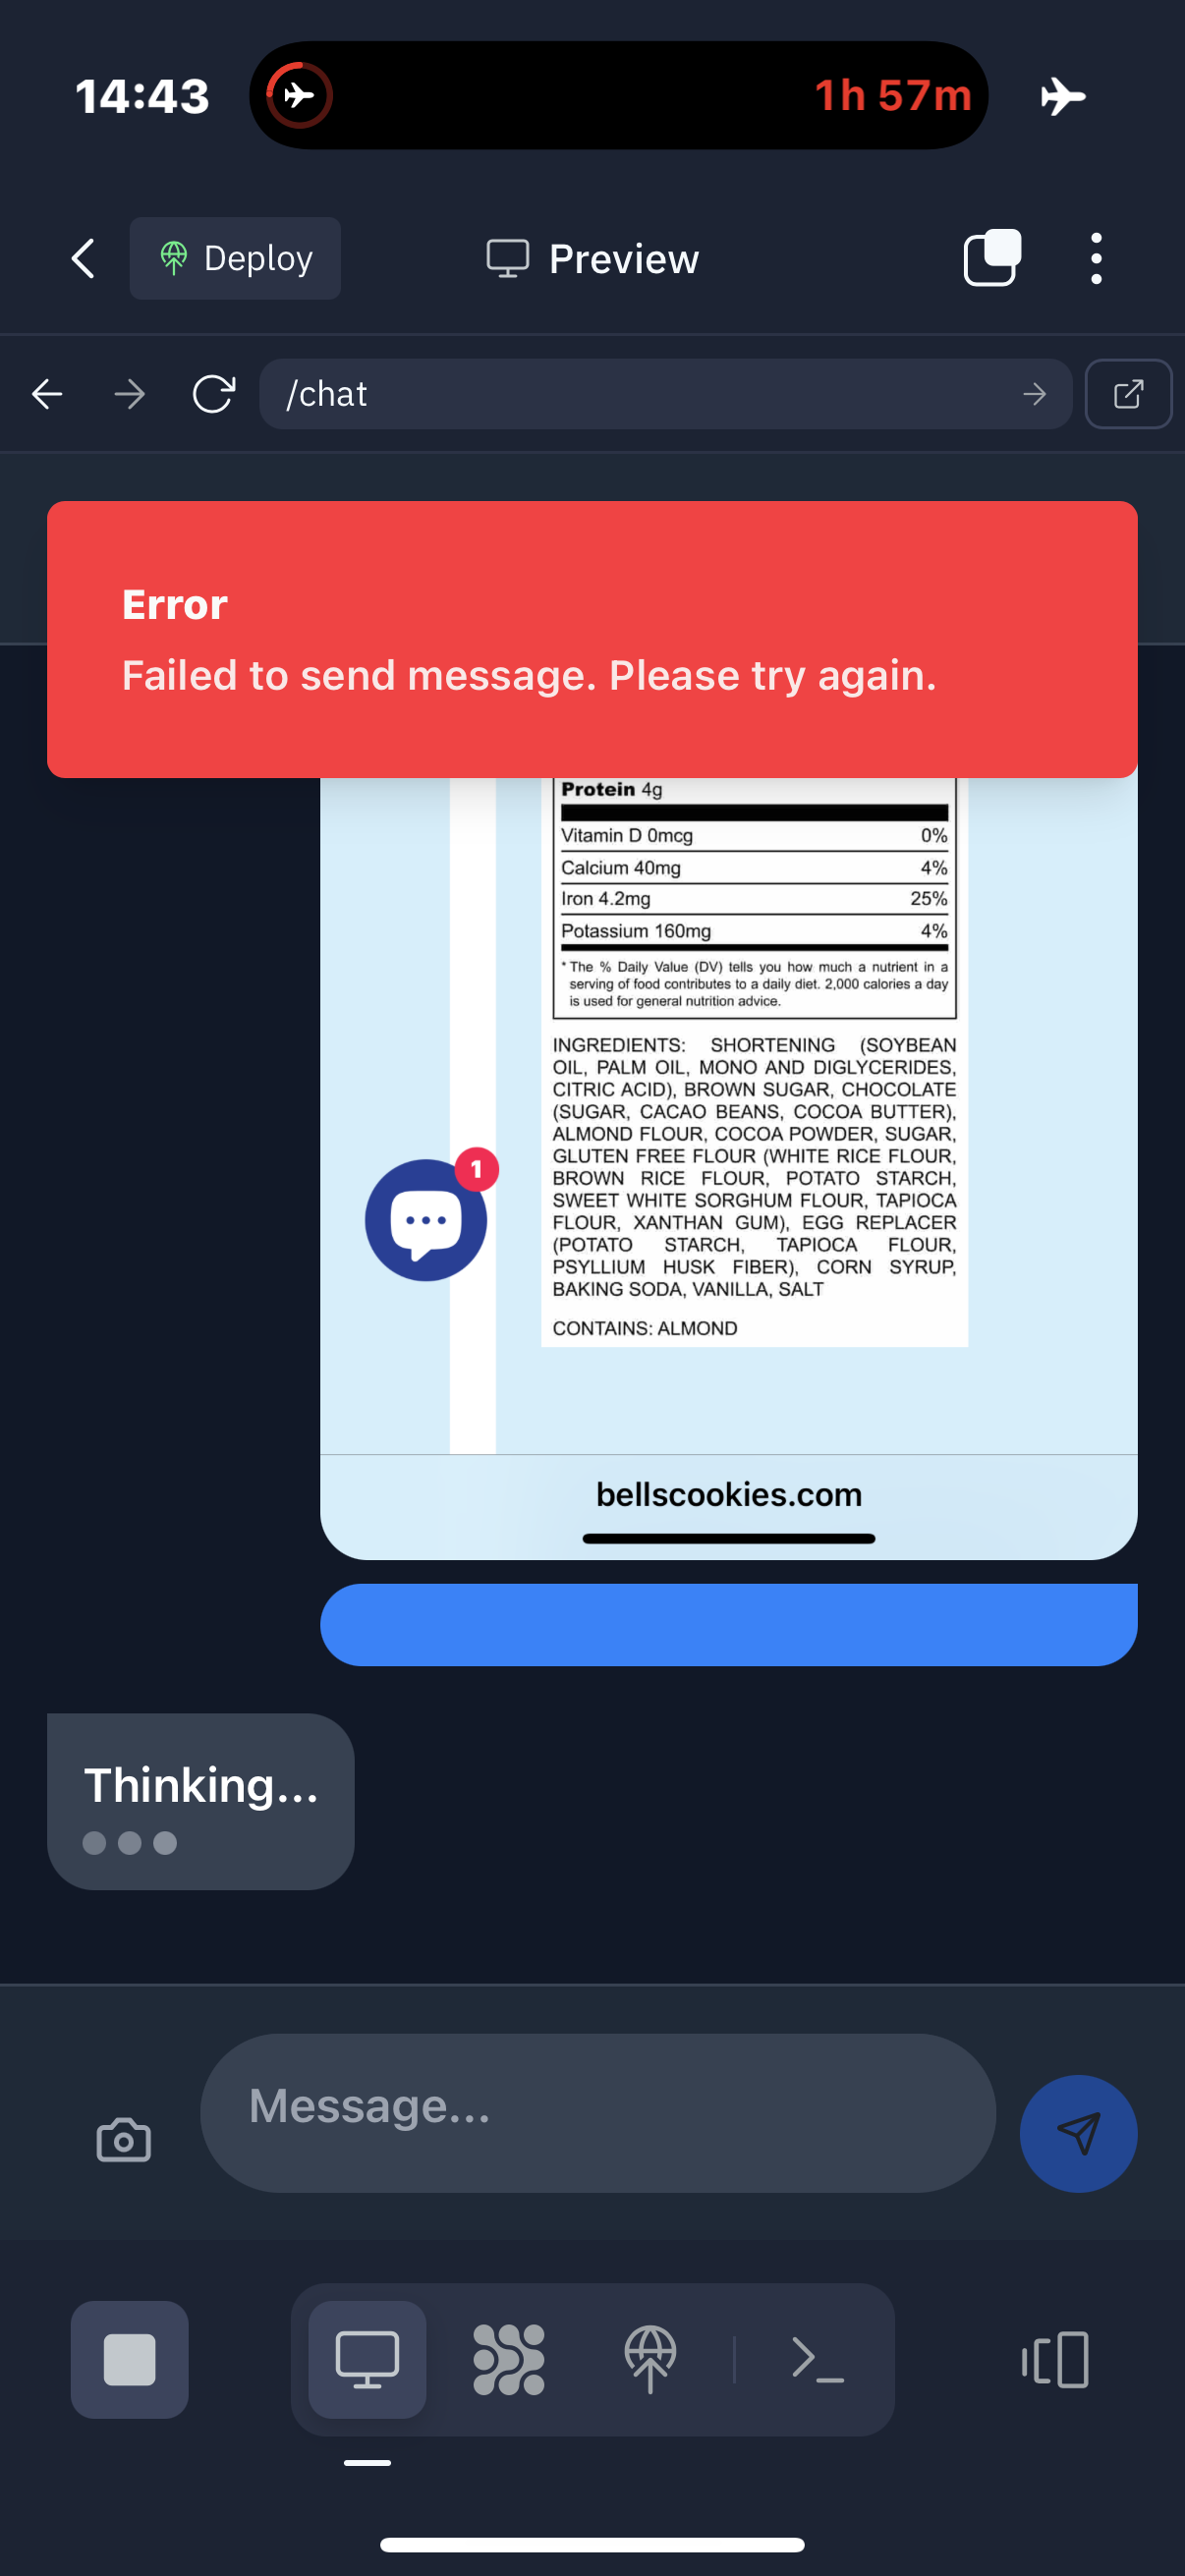 14:43
1h 57m
Deploy
Preview
/chat
Error
Failed to send message. Please try again.
Protein 4g
Vitamin D 0mcg 0%
Calcium 40mg 4%
Iron 4.2mg 25%
Potassium 160mg 4%
* The % Daily Value (DV) tells you how much a nutrient in a
serving of food contributes to a daily diet. 2,000 calories a day
is used for general nutrition advice.
INGREDIENTS: SHORTENING (SOYBEAN
OIL, PALM OIL, MONO AND DIGLYCERIDES,
CITRIC ACID), BROWN SUGAR, CHOCOLATE
(SUGAR, CACAO BEANS, COCOA BUTTER),
ALMOND FLOUR, COCOA POWDER, SUGAR,
GLUTEN FREE FLOUR (WHITE RICE FLOUR,
BROWN RICE FLOUR, POTATO STARCH,
SWEET WHITE SORGHUM FLOUR, TAPIOCA
FLOUR, XANTHAN GUM), EGG REPLACER
(POTATO STARCH, TAPIOCA FLOUR,
PSYLLIUM HUSK FIBER), CORN SYRUP,
BAKING SODA, VANILLA, SALT
CONTAINS: ALMOND
1
bellscookies.com
Thinking...
Message...